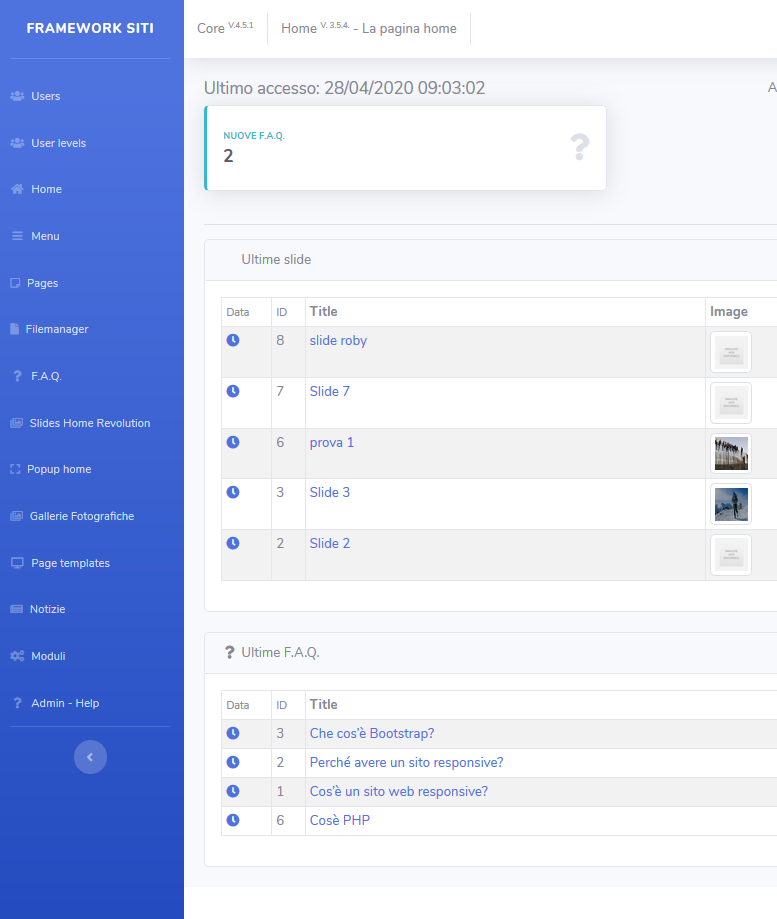 FRAMEWORK SITI
Users
User levels
Home
Menu
Pages
Filemanager
F.A.Q.
Slides Home Revolution
Popup home
Gallerie Fotografiche
Page templates
Notizie
Moduli
Admin - Help
Core V.4.5.1
Home V. 3.5.4. - La pagina home
Ultimo accesso: 28/04/2020 09:03:02
A
NUOVE F.A.Q.
2
Ultime slide
Data ID Title Image
8 slide roby
7 Slide 7
6 prova 1
3 Slide 3
2 Slide 2
Ultime F.A.Q.
Data ID Title
3 Che cos'è Bootstrap?
2 Perché avere un sito responsive?
1 Cos'è un sito web responsive?
6 Cosè PHP